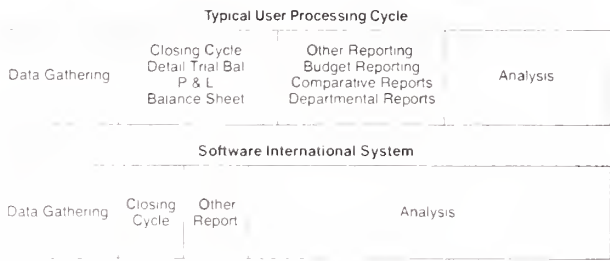 Typical User Processing Cycle
Data Gathering
Closing Cycle
Detail Trial Bal
P & L
Balance Sheet
Other Reporting
Budget Reporting
Comparative Reports
Departmental Reports
Analysis
Software International System
Data Gathering
Closing
Cycle
Other
Report
Analysis